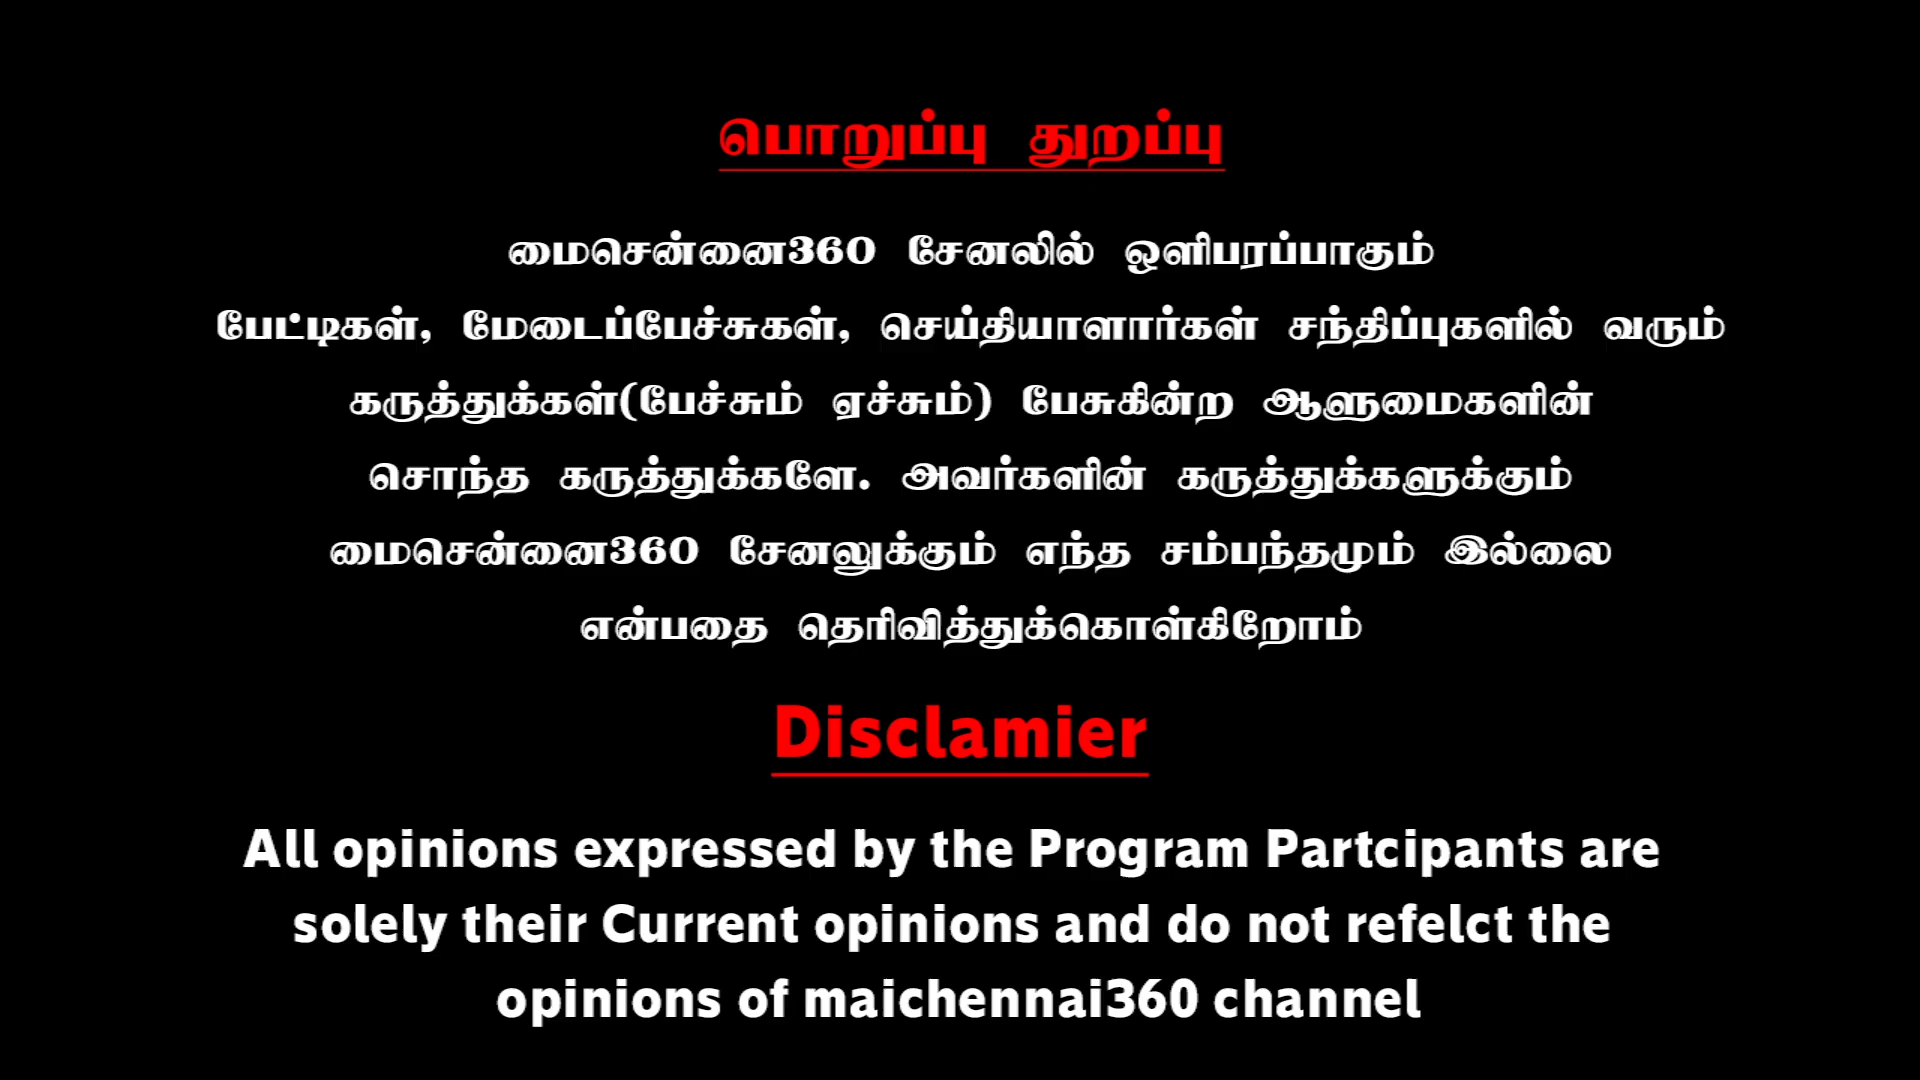 பொறுப்பு துறப்பு
மைசென்னை360 சேனலில் ஒளிபரப்பாகும்
பேட்டிகள், மேடைப்பேச்சுகள், செய்தியாளார்கள் சந்திப்புகளில் வரும்
கருத்துக்கள்(பேச்சும் ஏச்சும்) பேசுகின்ற ஆளுமைகளின்
சொந்த கருத்துக்களே. அவர்களின் கருத்துக்களுக்கும்
மைசென்னை360 சேனலுக்கும் எந்த சம்பந்தமும் இல்லை
என்பதை தெரிவித்துக்கொள்கிறோம்
Disclamier
All opinions expressed by the Program Partcipants are
solely their Current opinions and do not refelct the
opinions of maichennai360 channel